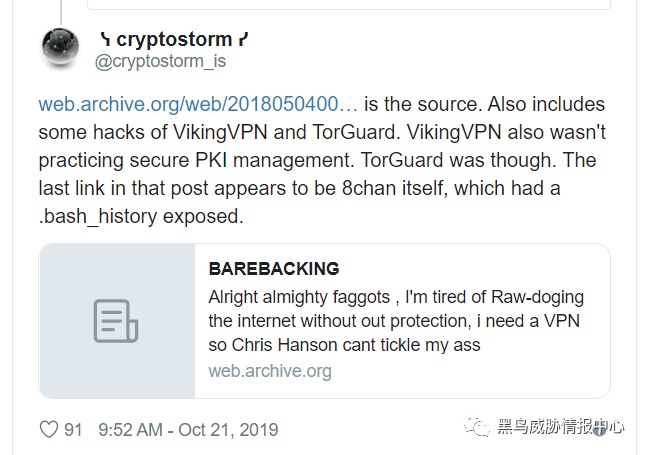 cryptostorm
@cryptostorm_is
web.archive.org/web/2018050400… is the source. Also includes
some hacks of VikingVPN and TorGuard. VikingVPN also wasn't
practicing secure PKI management. TorGuard was though. The
last link in that post appears to be 8chan itself, which had a
.bash_history exposed.
BAREBACKING
Alright almighty faggots , I'm tired of Raw-doging
the internet without out protection, i need a VPN
so Chris Hanson cant tickle my ass
web.archive.org
91 9:52 AM - Oct 21, 2019
黑鸟威胁情报中心